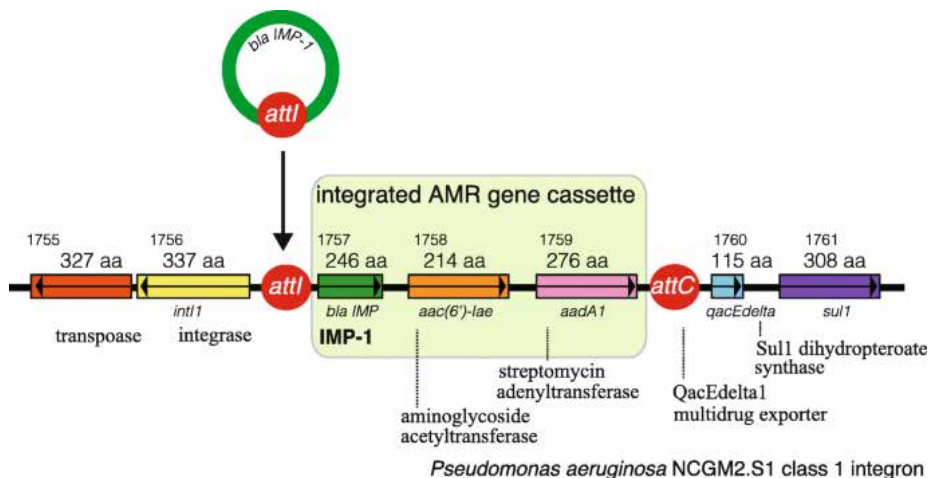 bla IMP-1
attI
integrated AMR gene cassette
1755 1756 1757 1758 1759 1760 1761
327 aa 337 aa 246 aa 214 aa 276 aa 115 aa 308 aa
attI attC
intI1 bla IMP aac(6')-Iae aadA1 qacEdelta sul1
transpoase integrase IMP-1
Sul1 dihydropteroate
synthase
streptomycin
adenyltransferase
QacEdelta1
multidrug exporter
aminoglycoside
acetyltransferase
Pseudomonas aeruginosa NCGM2.S1 class 1 integron